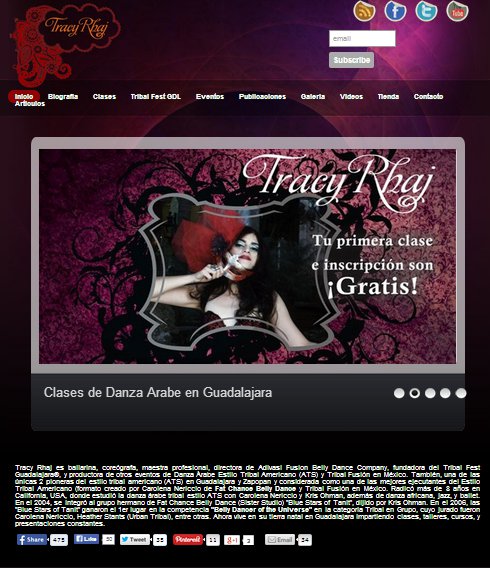 Tracy Rhaj
email
Subscribe
Inicio Biografia Clases Tribal Fest GDL Eventos Publicaciones Galeria Videos Tienda Contacto
Articulos
Tracy Rhaj
Tu primera clase
e inscripción son
¡Gratis!
Clases de Danza Arabe en Guadalajara
Tracy Rhaj es bailarina, coreógrafa, maestra profesional, directora de Adivasi Fusion Belly Dance Company, fundadora del Tribal Fest
Guadalajara®, y productora de otros eventos de Danza Árabe Estilo Tribal Americano (ATS) y Tribal Fusión en México. También, una de las
únicas 2 pioneras del estilo tribal americano (ATS) en Guadalajara y Zapopan y considerada como una de las mejores ejecutantes del Estilo
Tribal Americano (formato creado por Carolena Nericcio de Fat Chance Belly Dance y Tribal Fusión en México. Radicó más de 8 años en
California, USA, donde estudió la danza árabe tribal estilo ATS con Carolena Nericcio y Kris Ohman, además de danza africana, jazz, y ballet.
En el 2004, se integró al grupo hermano de Fat Chance Belly Dance (Sister Studio) "Blue Stars of Tanit", dijido por Kris Ohman. En el 2006, las
"Blue Stars of Tanit" ganaron el 1er lugar en la competencia "Belly Dancer of the Universe" en la categoria Tribal en Grupo, cuyo jurado fueron
Carolena Nericcio, Heather Stants (Urban Tribal), entre otras. Ahora vive en su tierra natal en Guadalajara impartiendo clases, talleres, cursos, y
presentaciones constantes.
Share 475 Like Tweet 35 Pinterest 11 +1 3 Email 34